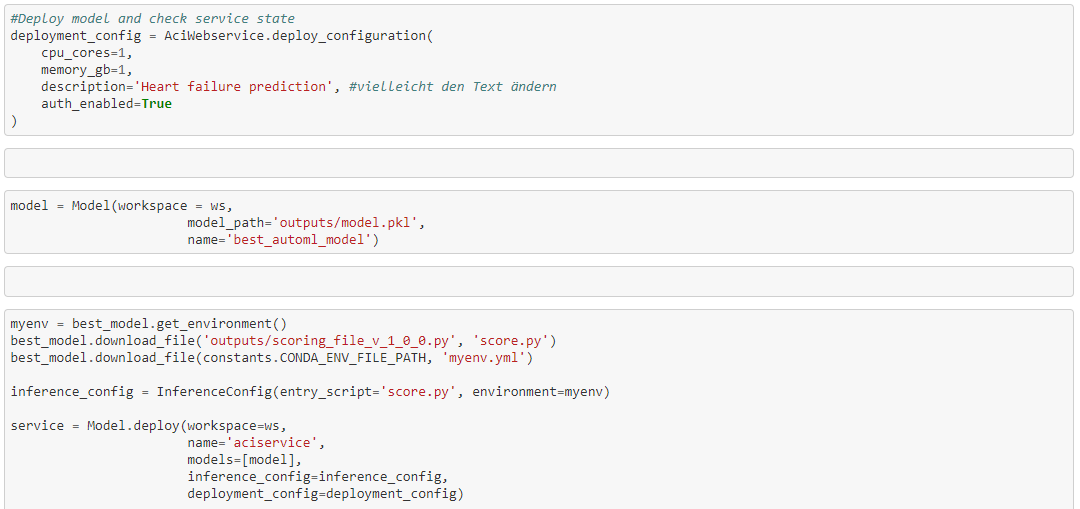 #Deploy model and check service state
deployment_config = AciWebservice.deploy_configuration(
    cpu_cores=1,
    memory_gb=1,
    description='Heart failure prediction', #vielleicht den Text ändern
    auth_enabled=True
)
model = Model(workspace = ws,
                       model_path='outputs/model.pkl',
                       name='best_automl_model')
myenv = best_model.get_environment()
best_model.download_file('outputs/scoring_file_v_1_0_0.py', 'score.py')
best_model.download_file(constants.CONDA_ENV_FILE_PATH, 'myenv.yml')
inference_config = InferenceConfig(entry_script='score.py', environment=myenv)
service = Model.deploy(workspace=ws,
                       name='aciservice',
                       models=[model],
                       inference_config=inference_config,
                       deployment_config=deployment_config)